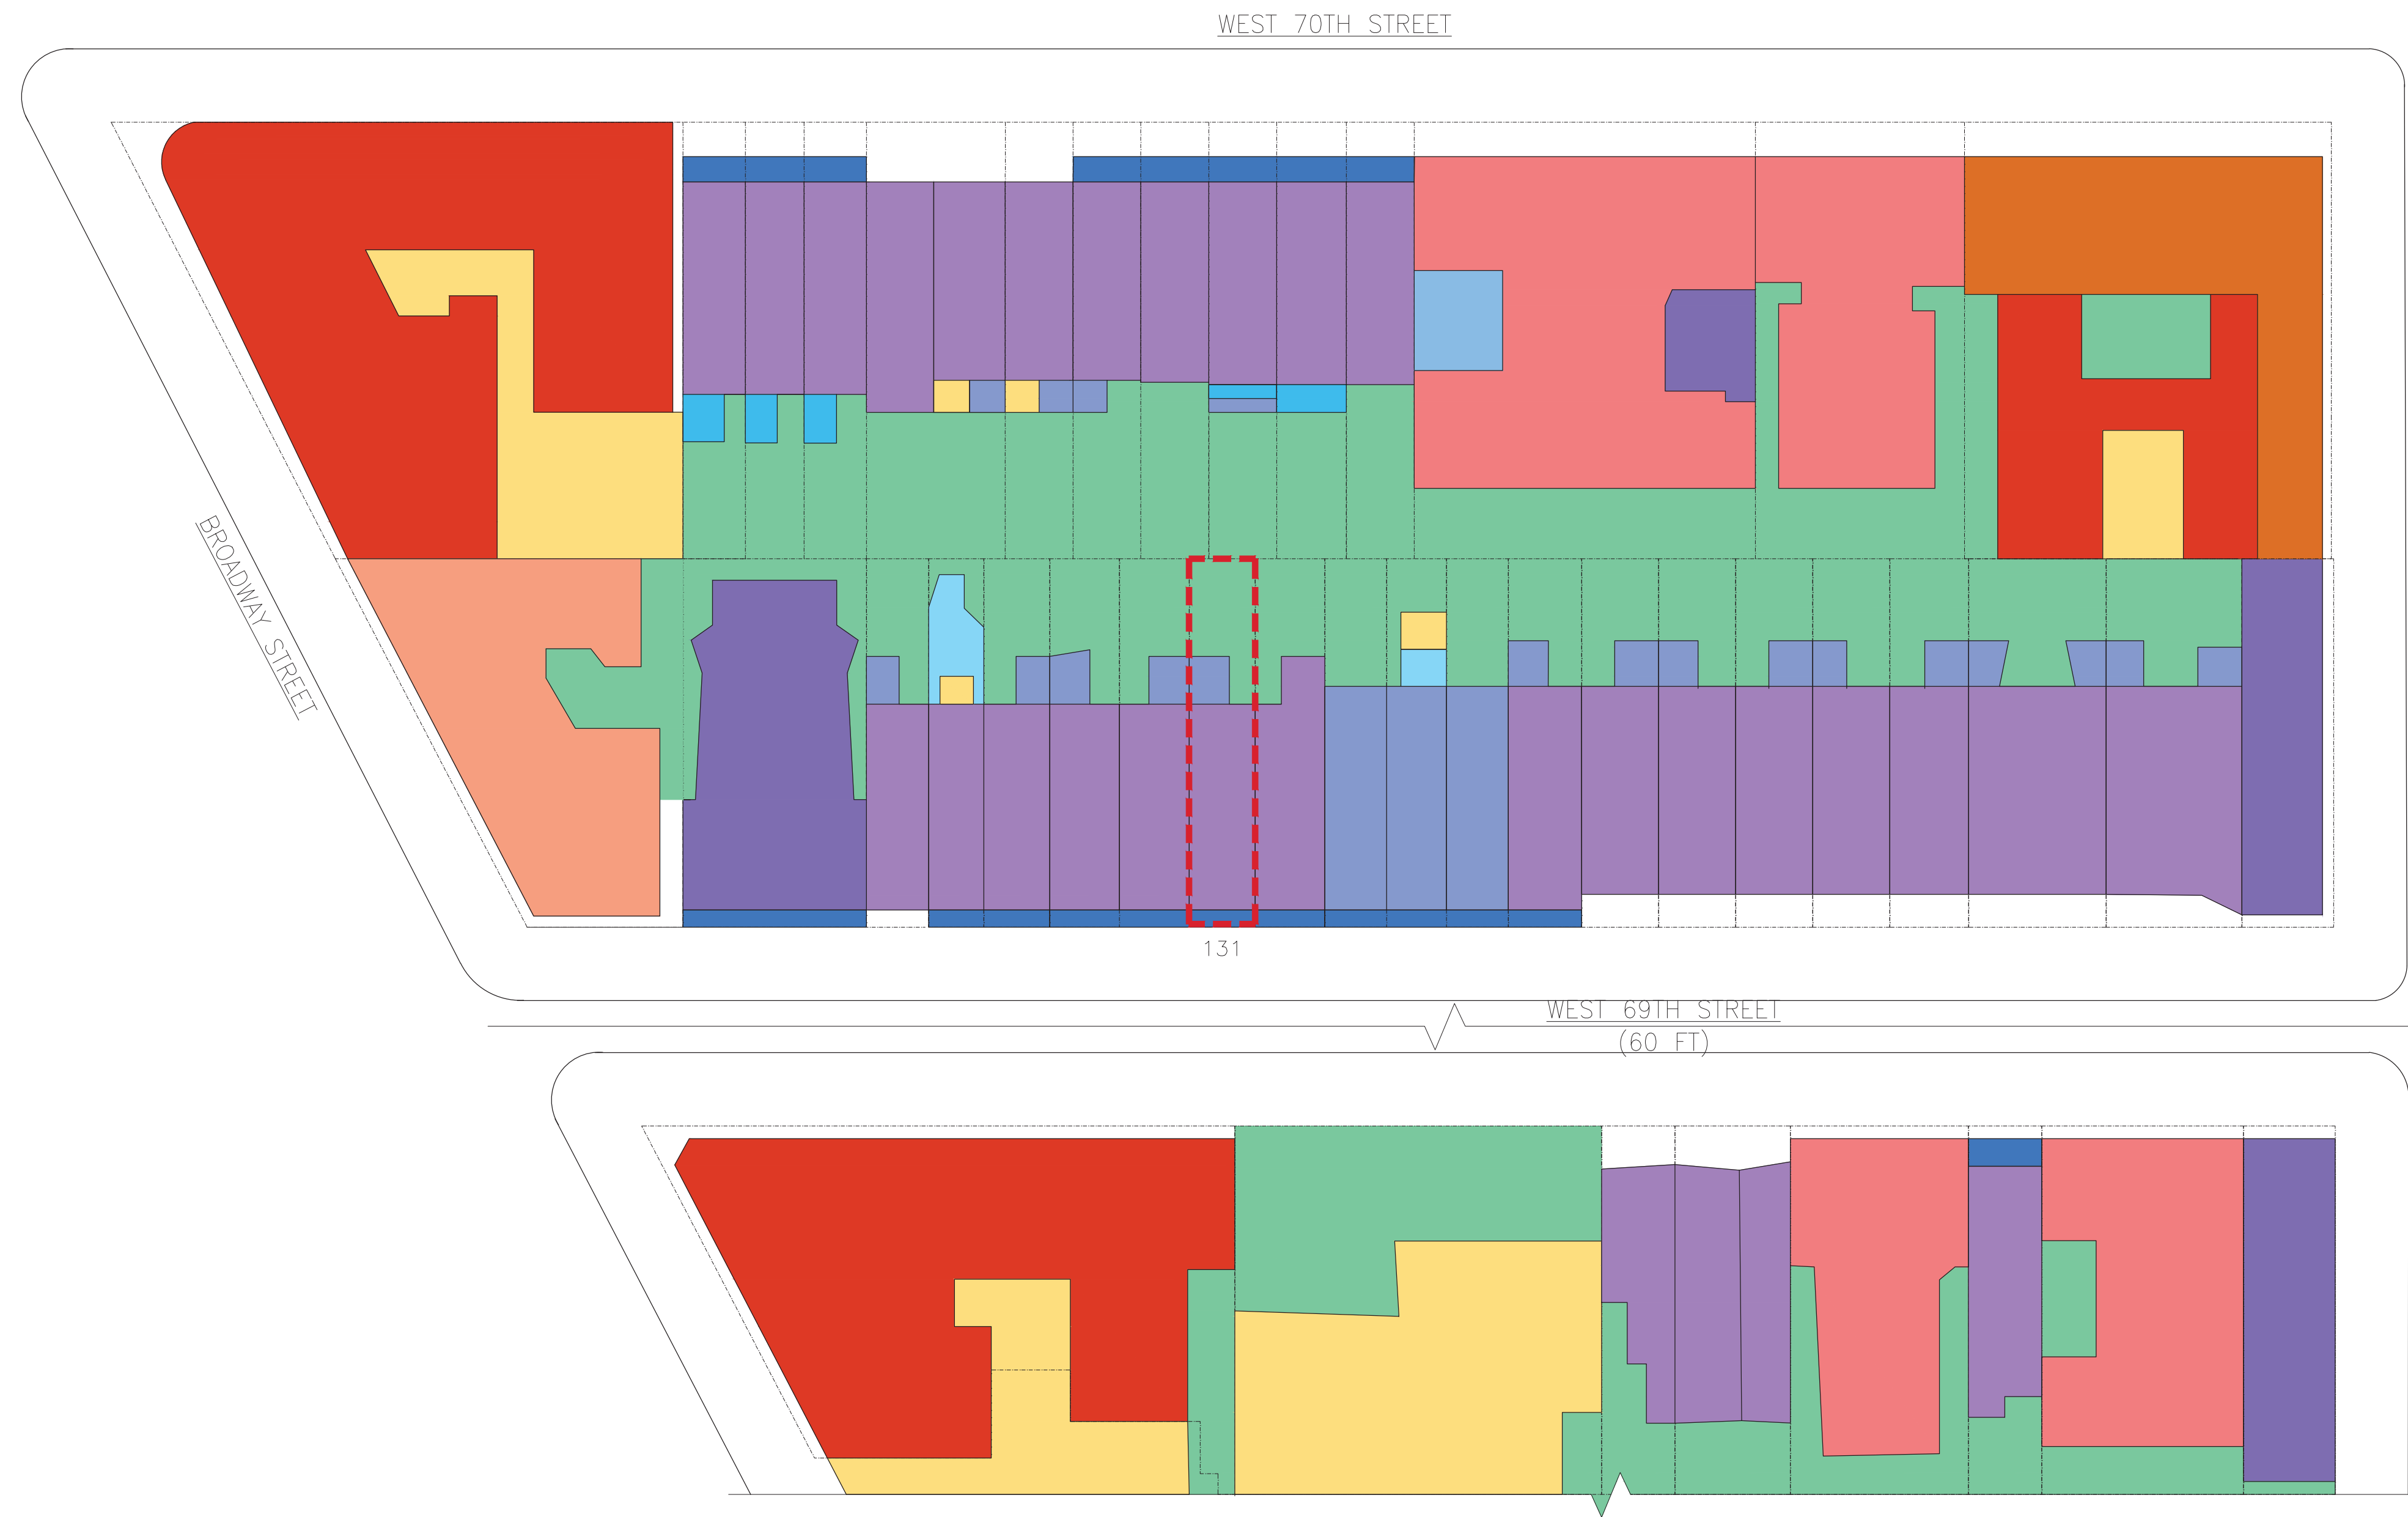 WEST 70TH STREET
BROADWAY STREET
131
WEST 69TH STREET
(60 FT)